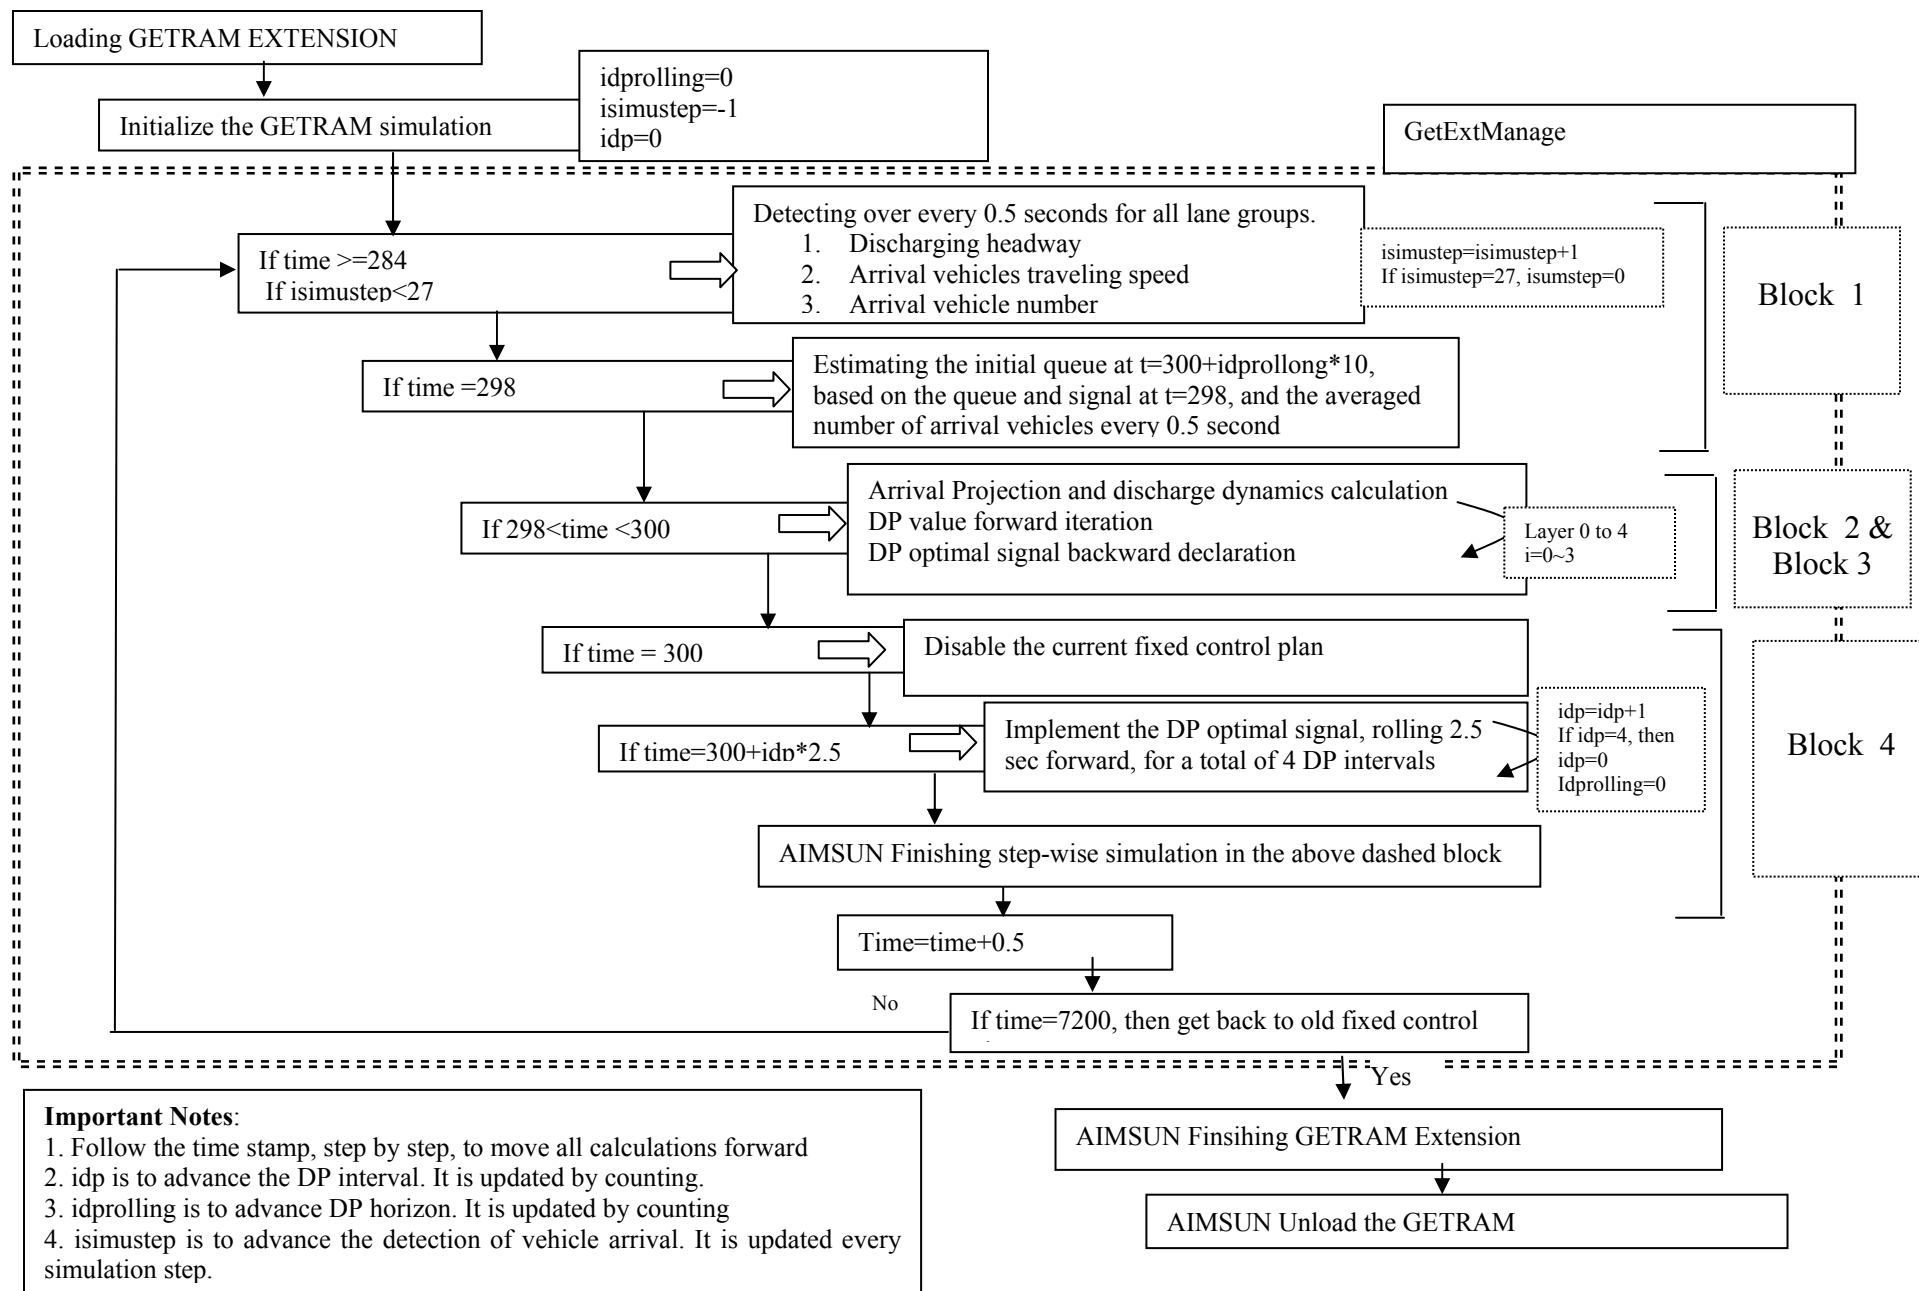 Loading GETRAM EXTENSION
idprolling=0
isimustep=-1
idp=0
Initialize the GETRAM simulation
GetExtManage
If time >=284
If isimustep<27
Detecting over every 0.5 seconds for all lane groups.
1. Discharging headway
2. Arrival vehicles traveling speed
3. Arrival vehicle number
isimustep=isimustep+1
If isimustep=27, isumstep=0
Block 1
If time =298
Estimating the initial queue at t=300+idprollong*10,
based on the queue and signal at t=298, and the averaged
number of arrival vehicles every 0.5 second
If 298<time <300
Arrival Projection and discharge dynamics calculation
DP value forward iteration
DP optimal signal backward declaration
Layer 0 to 4
i=0~3
Block 2 &
Block 3
If time = 300
Disable the current fixed control plan
If time=300+idp*2.5
Implement the DP optimal signal, rolling 2.5
sec forward, for a total of 4 DP intervals
idp=idp+1
If idp=4, then
idp=0
Idprolling=0
Block 4
AIMSUN Finishing step-wise simulation in the above dashed block
Time=time+0.5
No
If time=7200, then get back to old fixed control
Yes
AIMSUN Finsihing GETRAM Extension
AIMSUN Unload the GETRAM
Important Notes:
1. Follow the time stamp, step by step, to move all calculations forward
2. idp is to advance the DP interval. It is updated by counting.
3. idprolling is to advance DP horizon. It is updated by counting
4. isimustep is to advance the detection of vehicle arrival. It is updated every
simulation step.